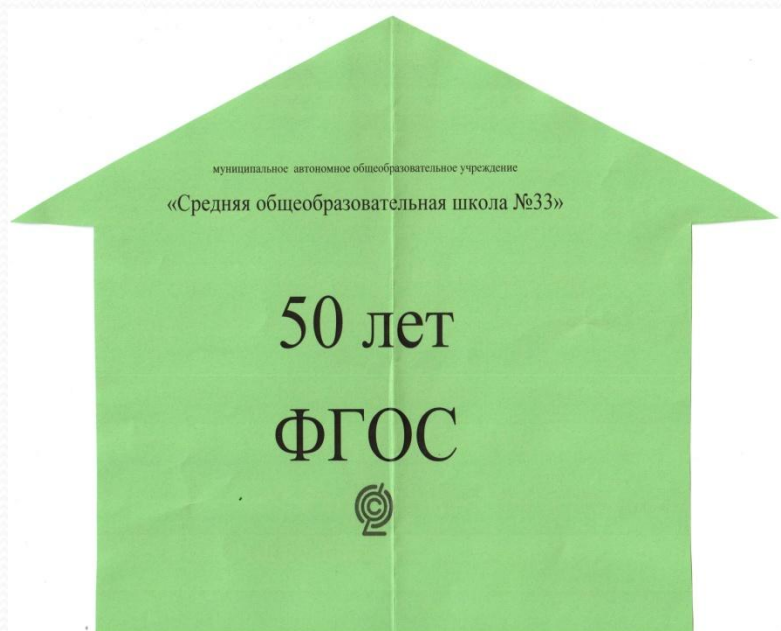 муниципальное автономное общеобразовательное учреждение
«Средняя общеобразовательная школа №33»
50 лет
ФГОС